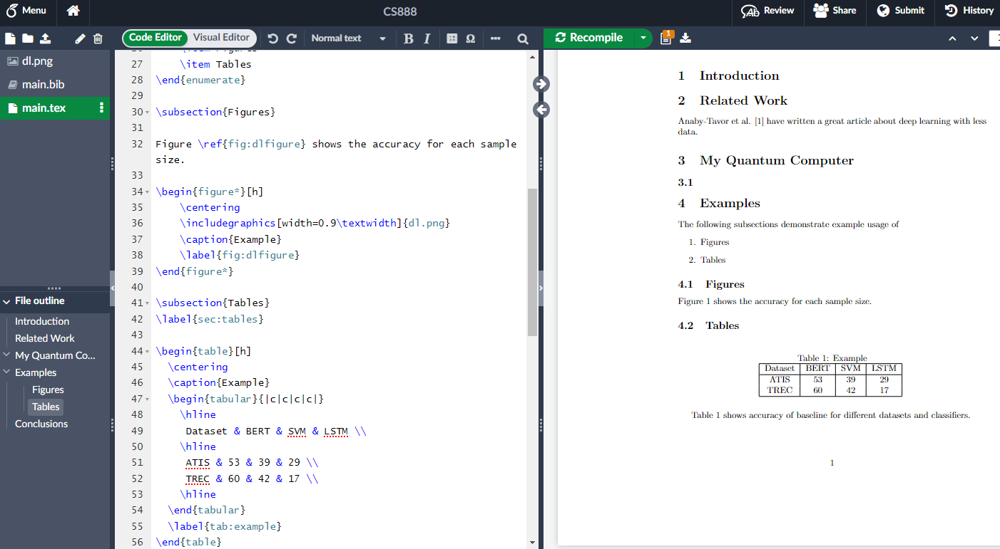 Menu
CS888
Review
Share
Submit
History
Code Editor
Visual Editor
Normal text
B
I
Ω
Recompile
1
dl.png
main.bib
main.tex
File outline
Introduction
Related Work
My Quantum Co...
Examples
Figures
Tables
Conclusions
27 \item Tables
28 \end{enumerate}
29
30 \subsection{Figures}
31
32 Figure \ref{fig:dlfigure} shows the accuracy for each sample
size.
33
34 \begin{figure*}[h]
35 \centering
36 \includegraphics[width=0.9\textwidth]{dl.png}
37 \caption{Example}
38 \label{fig:dlfigure}
39 \end{figure*}
40
41 \subsection{Tables}
42 \label{sec:tables}
43
44 \begin{table}[h]
45 \centering
46 \caption{Example}
47 \begin{tabular}{|c|c|c|c|}
48 \hline
49 Dataset & BERT & SVM & LSTM \\
50 \hline
51 ATIS & 53 & 39 & 29 \\
52 TREC & 60 & 42 & 17 \\
53 \hline
54 \end{tabular}
55 \label{tab:example}
56 \end{table}
1 Introduction
2 Related Work
Anaby-Tavor et al. [1] have written a great article about deep learning with less
data.
3 My Quantum Computer
3.1
4 Examples
The following subsections demonstrate example usage of
1. Figures
2. Tables
4.1 Figures
Figure 1 shows the accuracy for each sample size.
4.2 Tables
Table 1: Example
Dataset BERT SVM LSTM
ATIS 53 39 29
TREC 60 42 17
Table 1 shows accuracy of baseline for different datasets and classifiers.
1